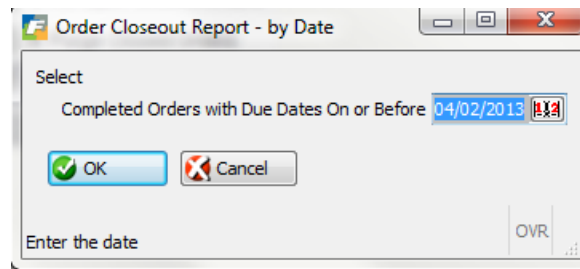 Order Closeout Report - by Date
Select
Completed Orders with Due Dates On or Before 04/02/2013
OK Cancel
Enter the date OVR